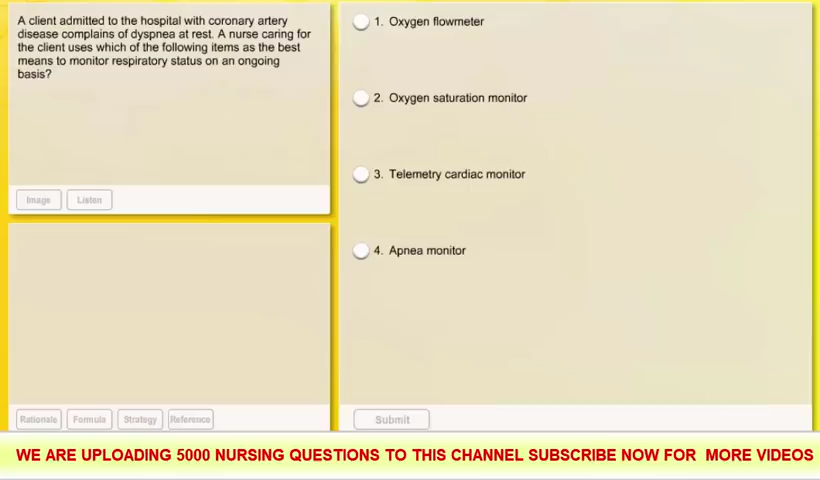 A client admitted to the hospital with coronary artery
disease complains of dyspnea at rest. A nurse caring for
the client uses which of the following items as the best
means to monitor respiratory status on an ongoing
basis?
Image Listen
1. Oxygen flowmeter
2. Oxygen saturation monitor
3. Telemetry cardiac monitor
4. Apnea monitor
Rationale Formula Strategy Reference
Submit
WE ARE UPLOADING 5000 NURSING QUESTIONS TO THIS CHANNEL SUBSCRIBE NOW FOR MORE VIDEOS